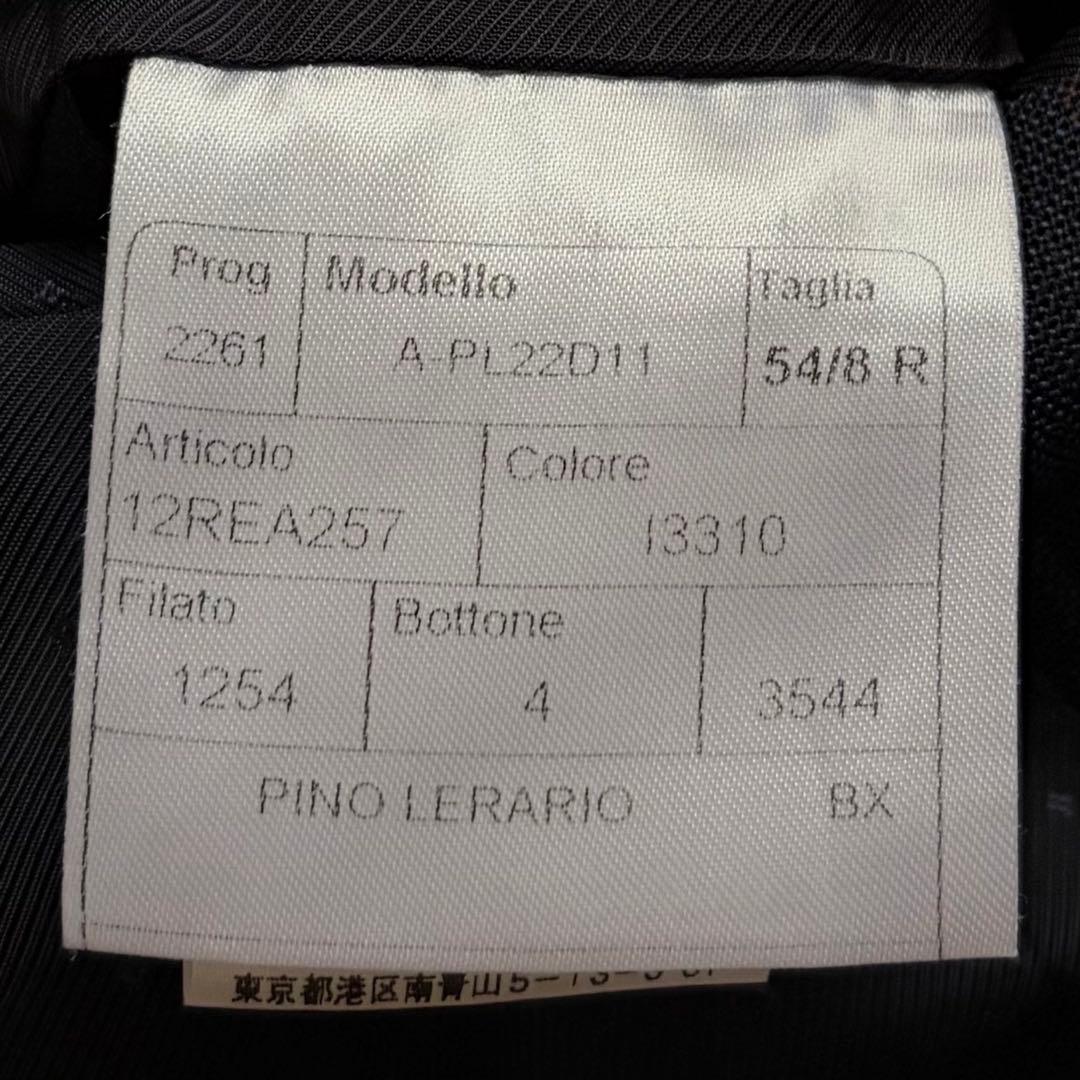 Prog Modello Taglia
2261 A-PL22D11 54/8 R
Articolo Colore
12REA257 I3310
Filato Bottone
1254 4 3544
PINO LERARIO BX
東京都港区南青山5-13-